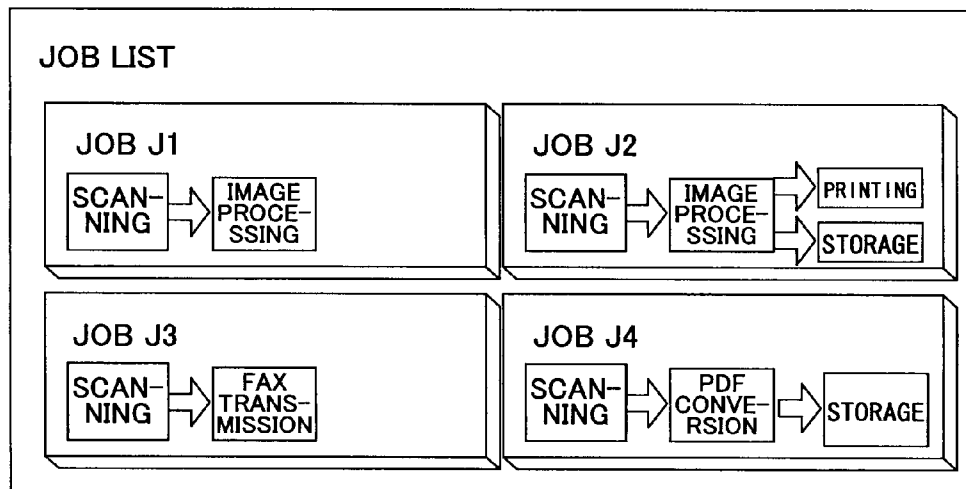 JOB LIST
JOB J1
SCAN-
NING
IMAGE
PROCE-
SSING
JOB J2
SCAN-
NING
IMAGE
PROCE-
SSING
PRINTING
STORAGE
JOB J3
SCAN-
NING
FAX
TRANS-
MISSION
JOB J4
SCAN-
NING
PDF
CONVE-
RSION
STORAGE